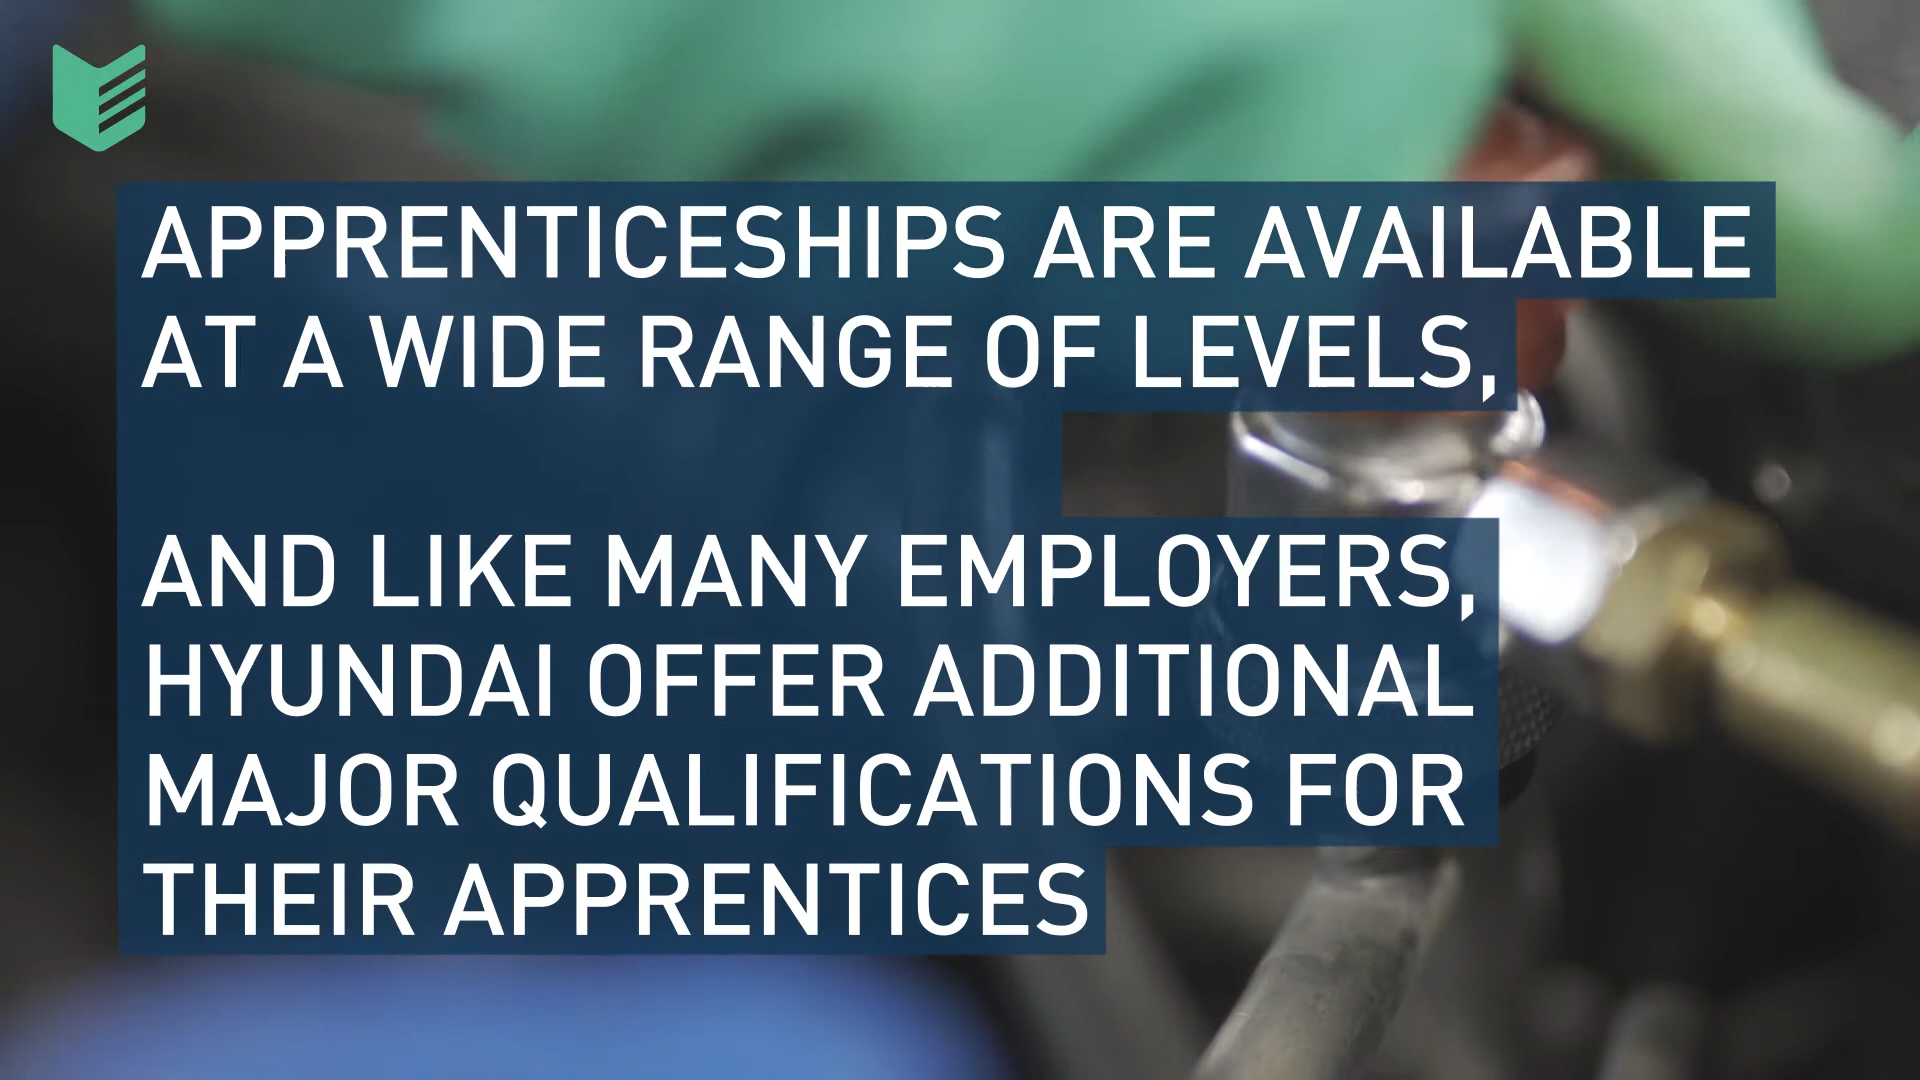 APPRENTICESHIPS ARE AVAILABLE
AT A WIDE RANGE OF LEVELS,
AND LIKE MANY EMPLOYERS,
HYUNDAI OFFER ADDITIONAL
MAJOR QUALIFICATIONS FOR
THEIR APPRENTICES